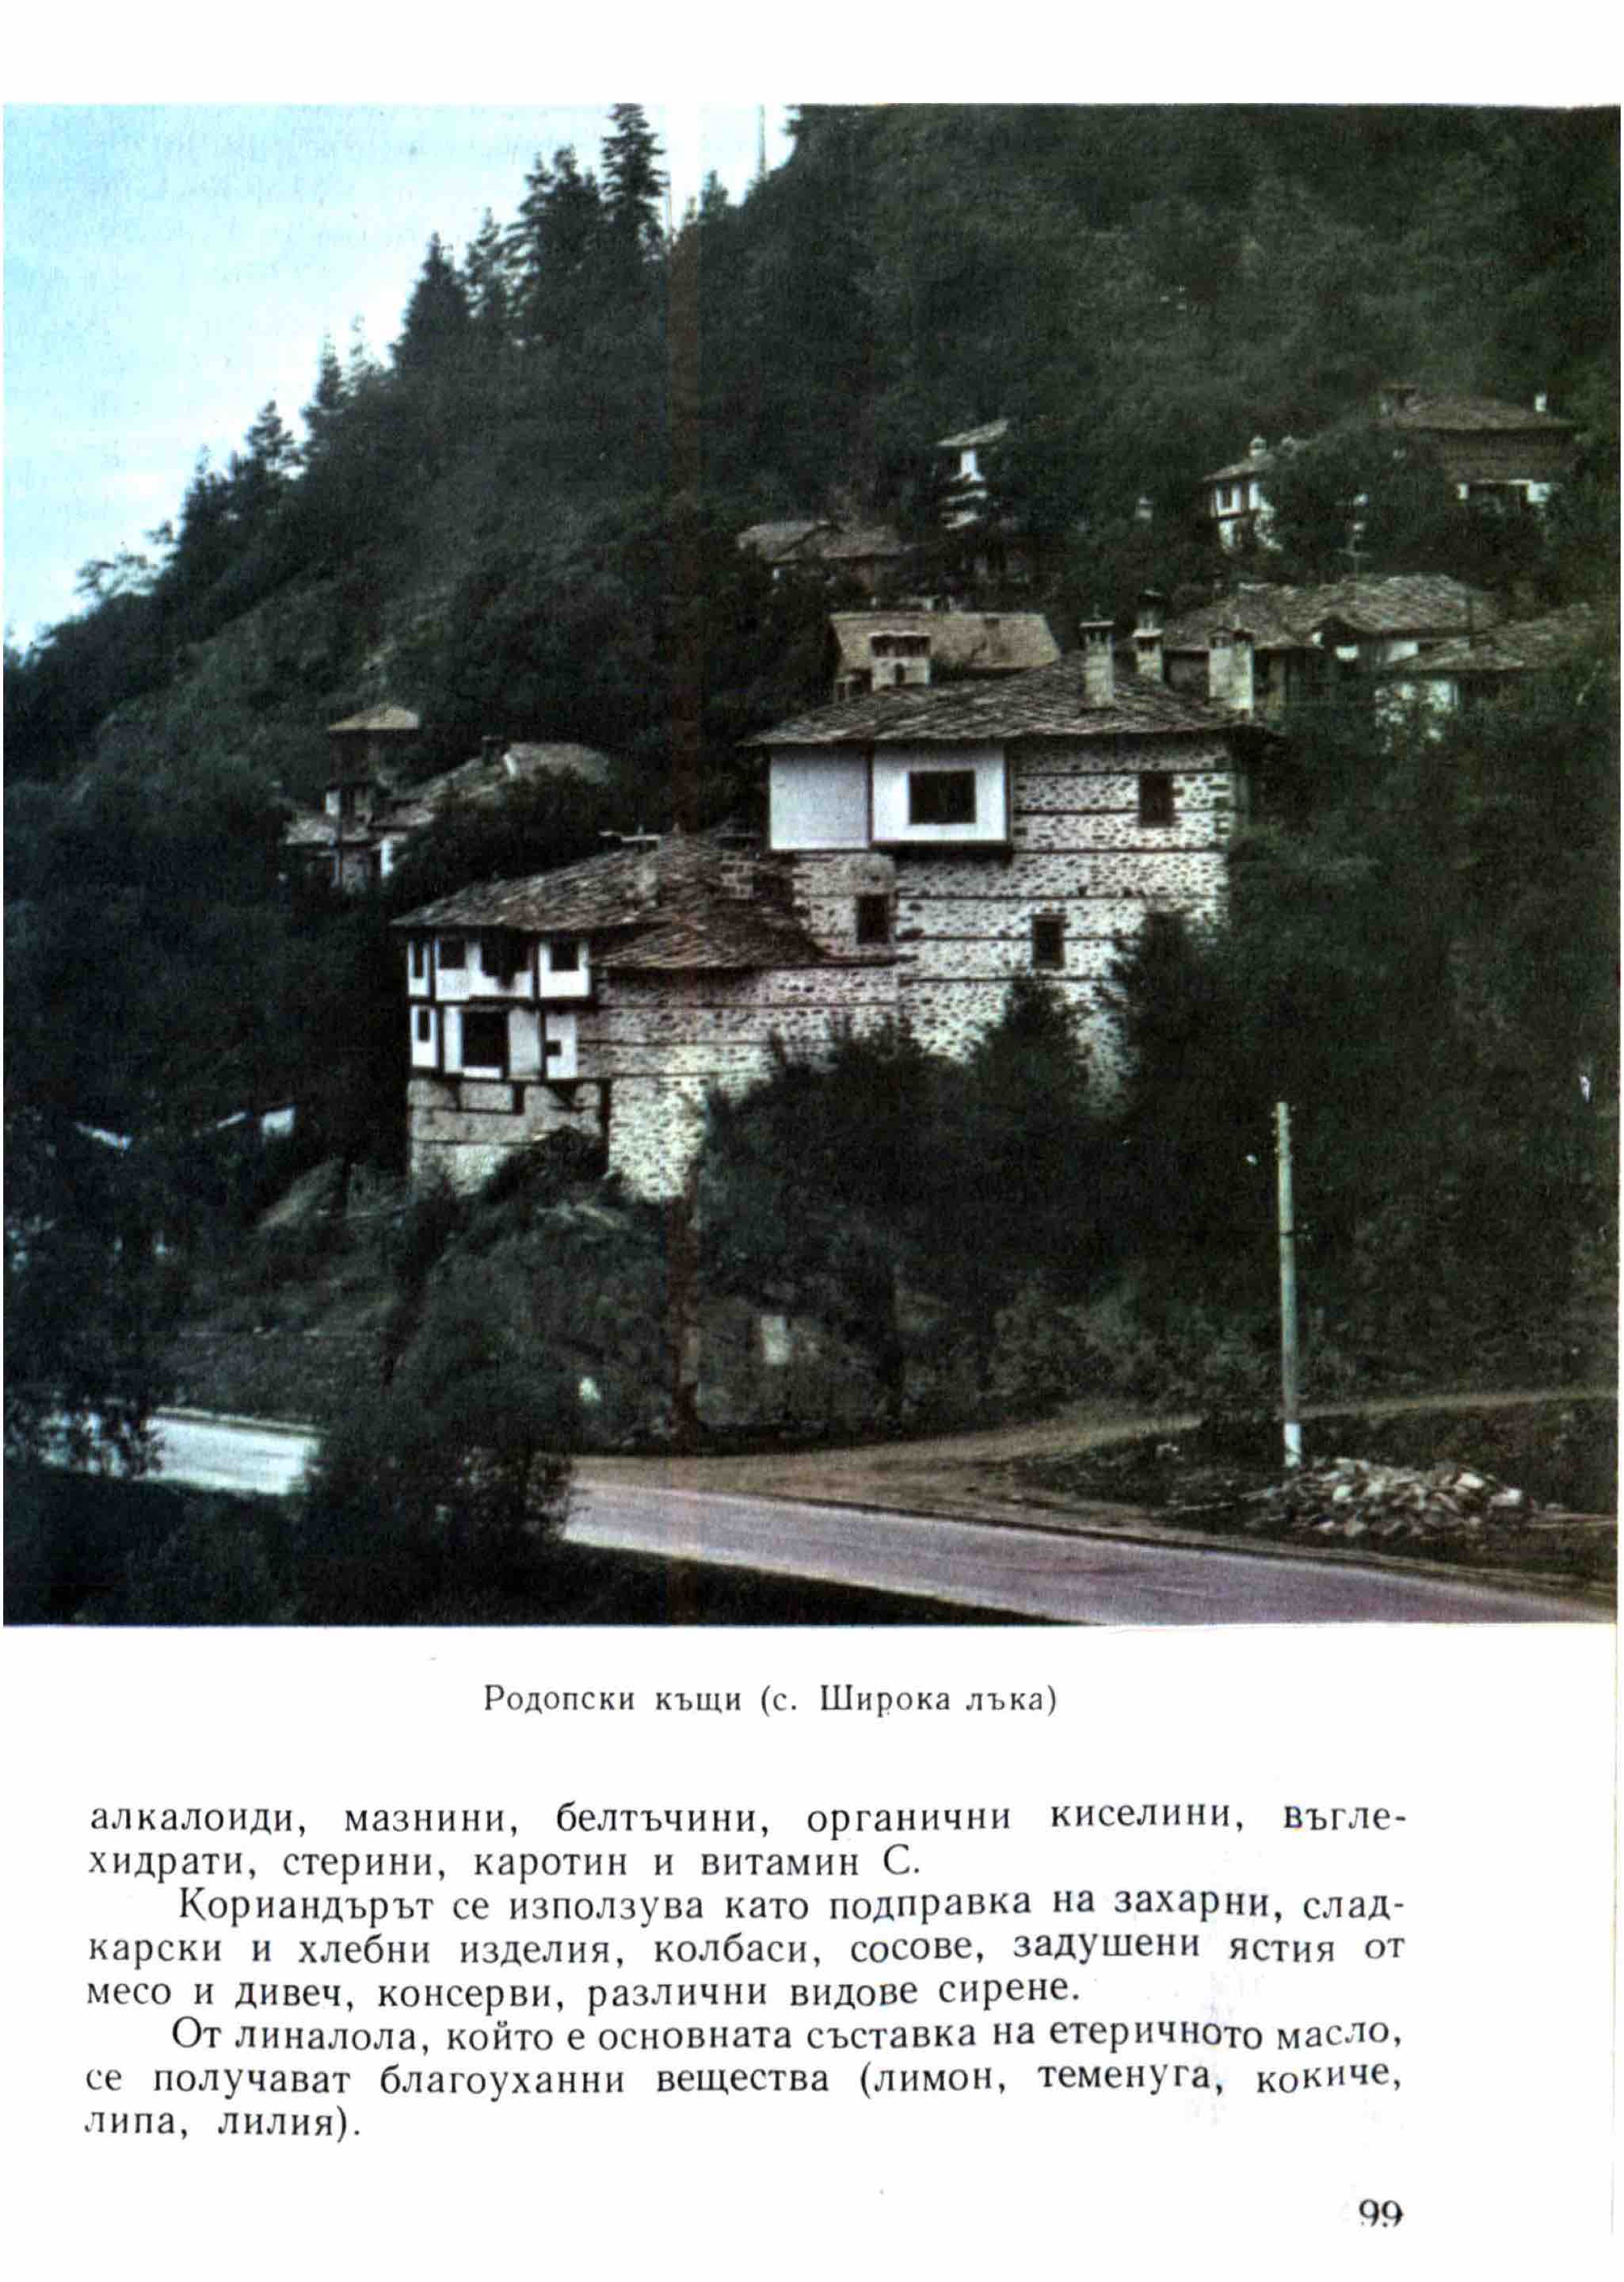 Родопски къщи (с. Широка лъка)
алкалоиди, мазнини, белтъчини, органични киселини, въгле-
хидрати, стерини, каротин и витамин С.
Кориандърът се използува като подправка на захарни, слад-
карски и хлебни изделия, колбаси, сосове, задушени ястия от
месо и дивеч, консерви, различни видове сирене.
От линалола, който е основната съставка на етеричното масло,
се получават благоуханни вещества (лимон, теменуга, кокиче,
липа, лилия).
99